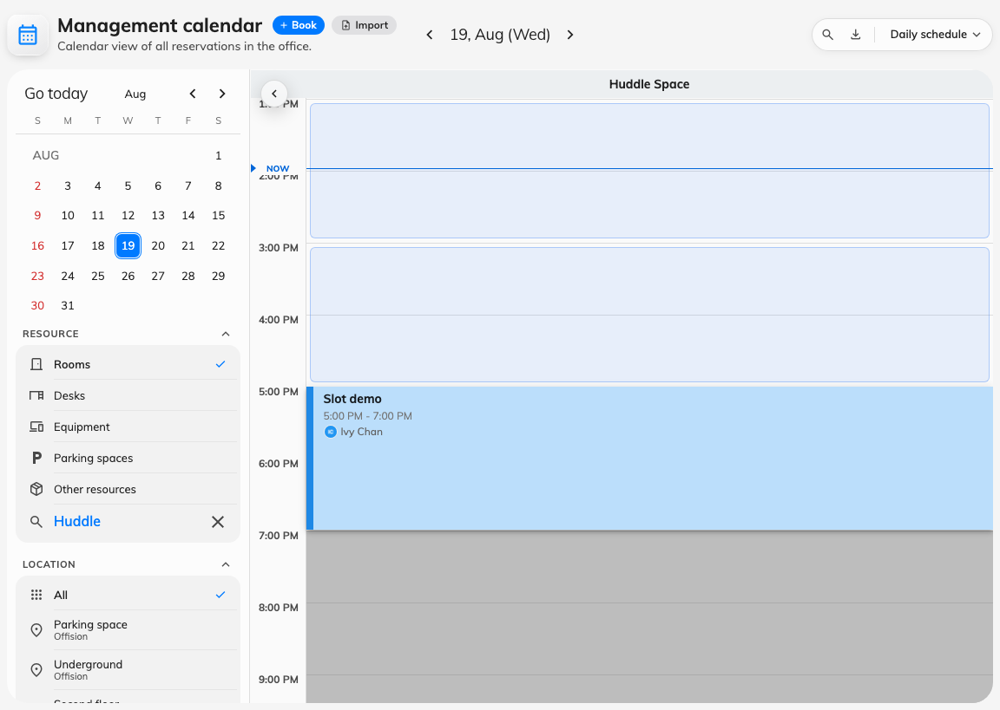 Management calendar
+ Book
Import
Calendar view of all reservations in the office.
19, Aug (Wed)
Daily schedule
Go today
Aug
S M T W T F S
AUG 1
2 3 4 5 6 7 8
9 10 11 12 13 14 15
16 17 18 19 20 21 22
23 24 25 26 27 28 29
30 31
RESOURCE
Rooms
Desks
Equipment
P Parking spaces
Other resources
Huddle
LOCATION
All
Parking space
Offision
Underground
Offision
Second floor
Huddle Space
NOW
2:00 PM
3:00 PM
4:00 PM
5:00 PM
Slot demo
5:00 PM - 7:00 PM
IC Ivy Chan
6:00 PM
7:00 PM
8:00 PM
9:00 PM